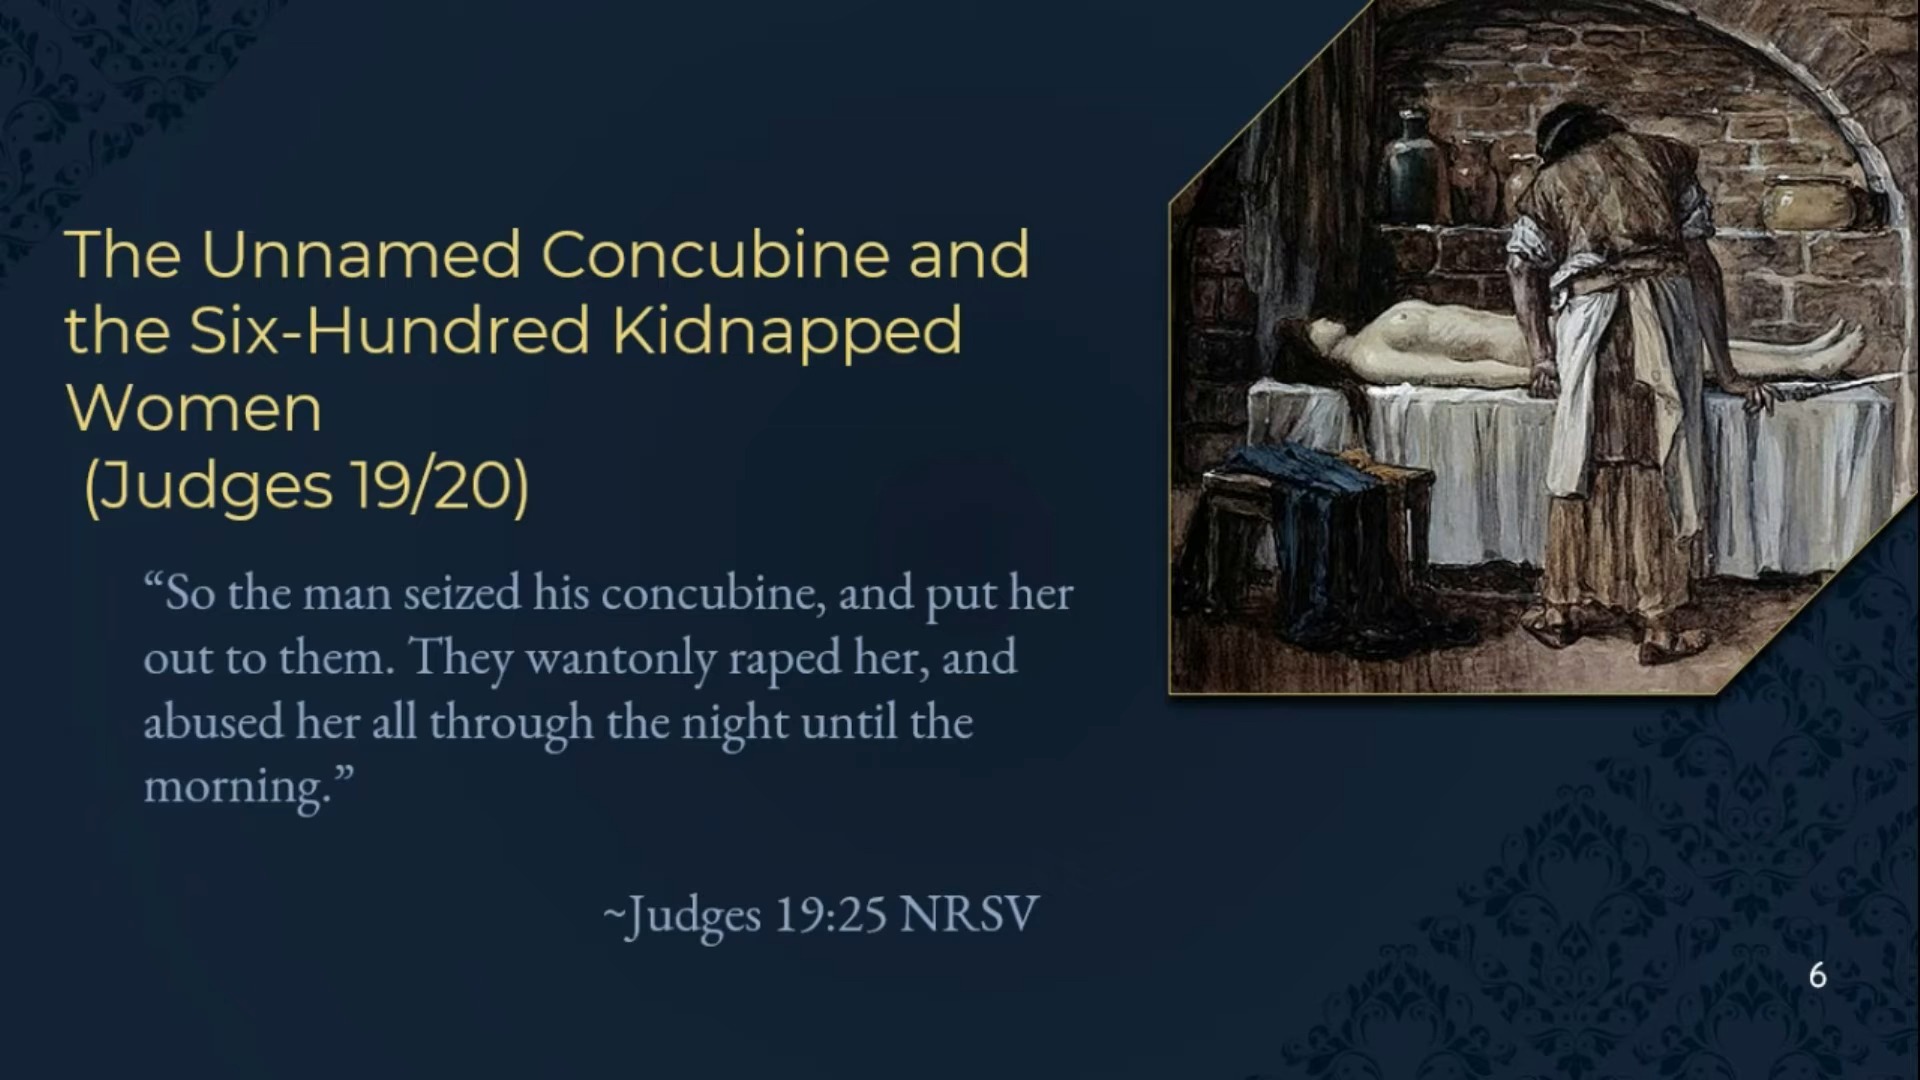 The Unnamed Concubine and
the Six-Hundred Kidnapped
Women
(Judges 19/20)
“So the man seized his concubine, and put her
out to them. They wantonly raped her, and
abused her all through the night until the
morning.”
~Judges 19:25 NRSV
6